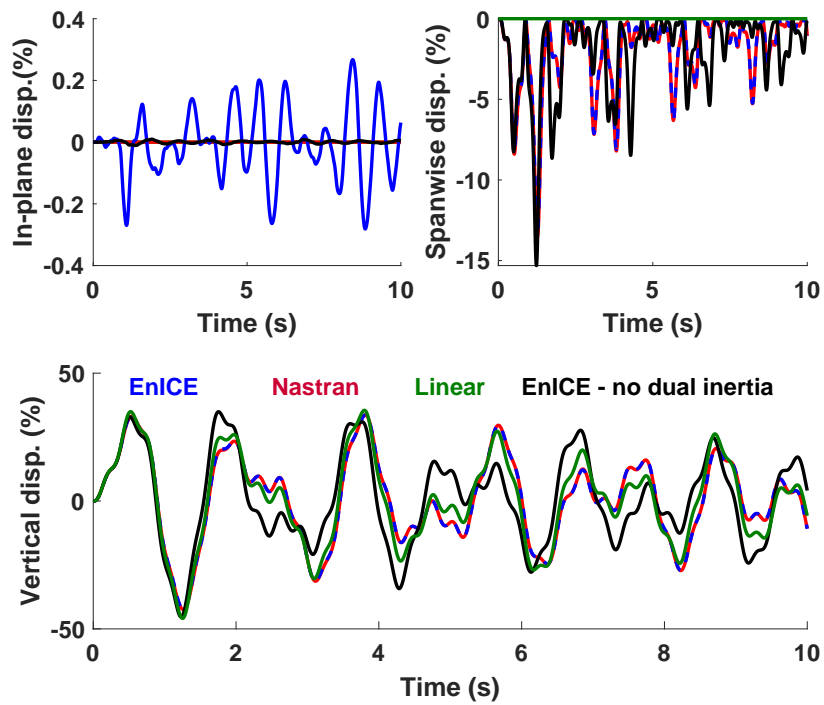 In-plane disp.(%)
0.4
0.2
0
-0.2
-0.4
0
5
10
Time (s)
Spanwise disp. (%)
0
-5
-10
-15
0
5
10
Time (s)
Vertical disp. (%)
50
0
-50
EnICE
Nastran
Linear
EnICE - no dual inertia
0
2
4
6
8
10
Time (s)